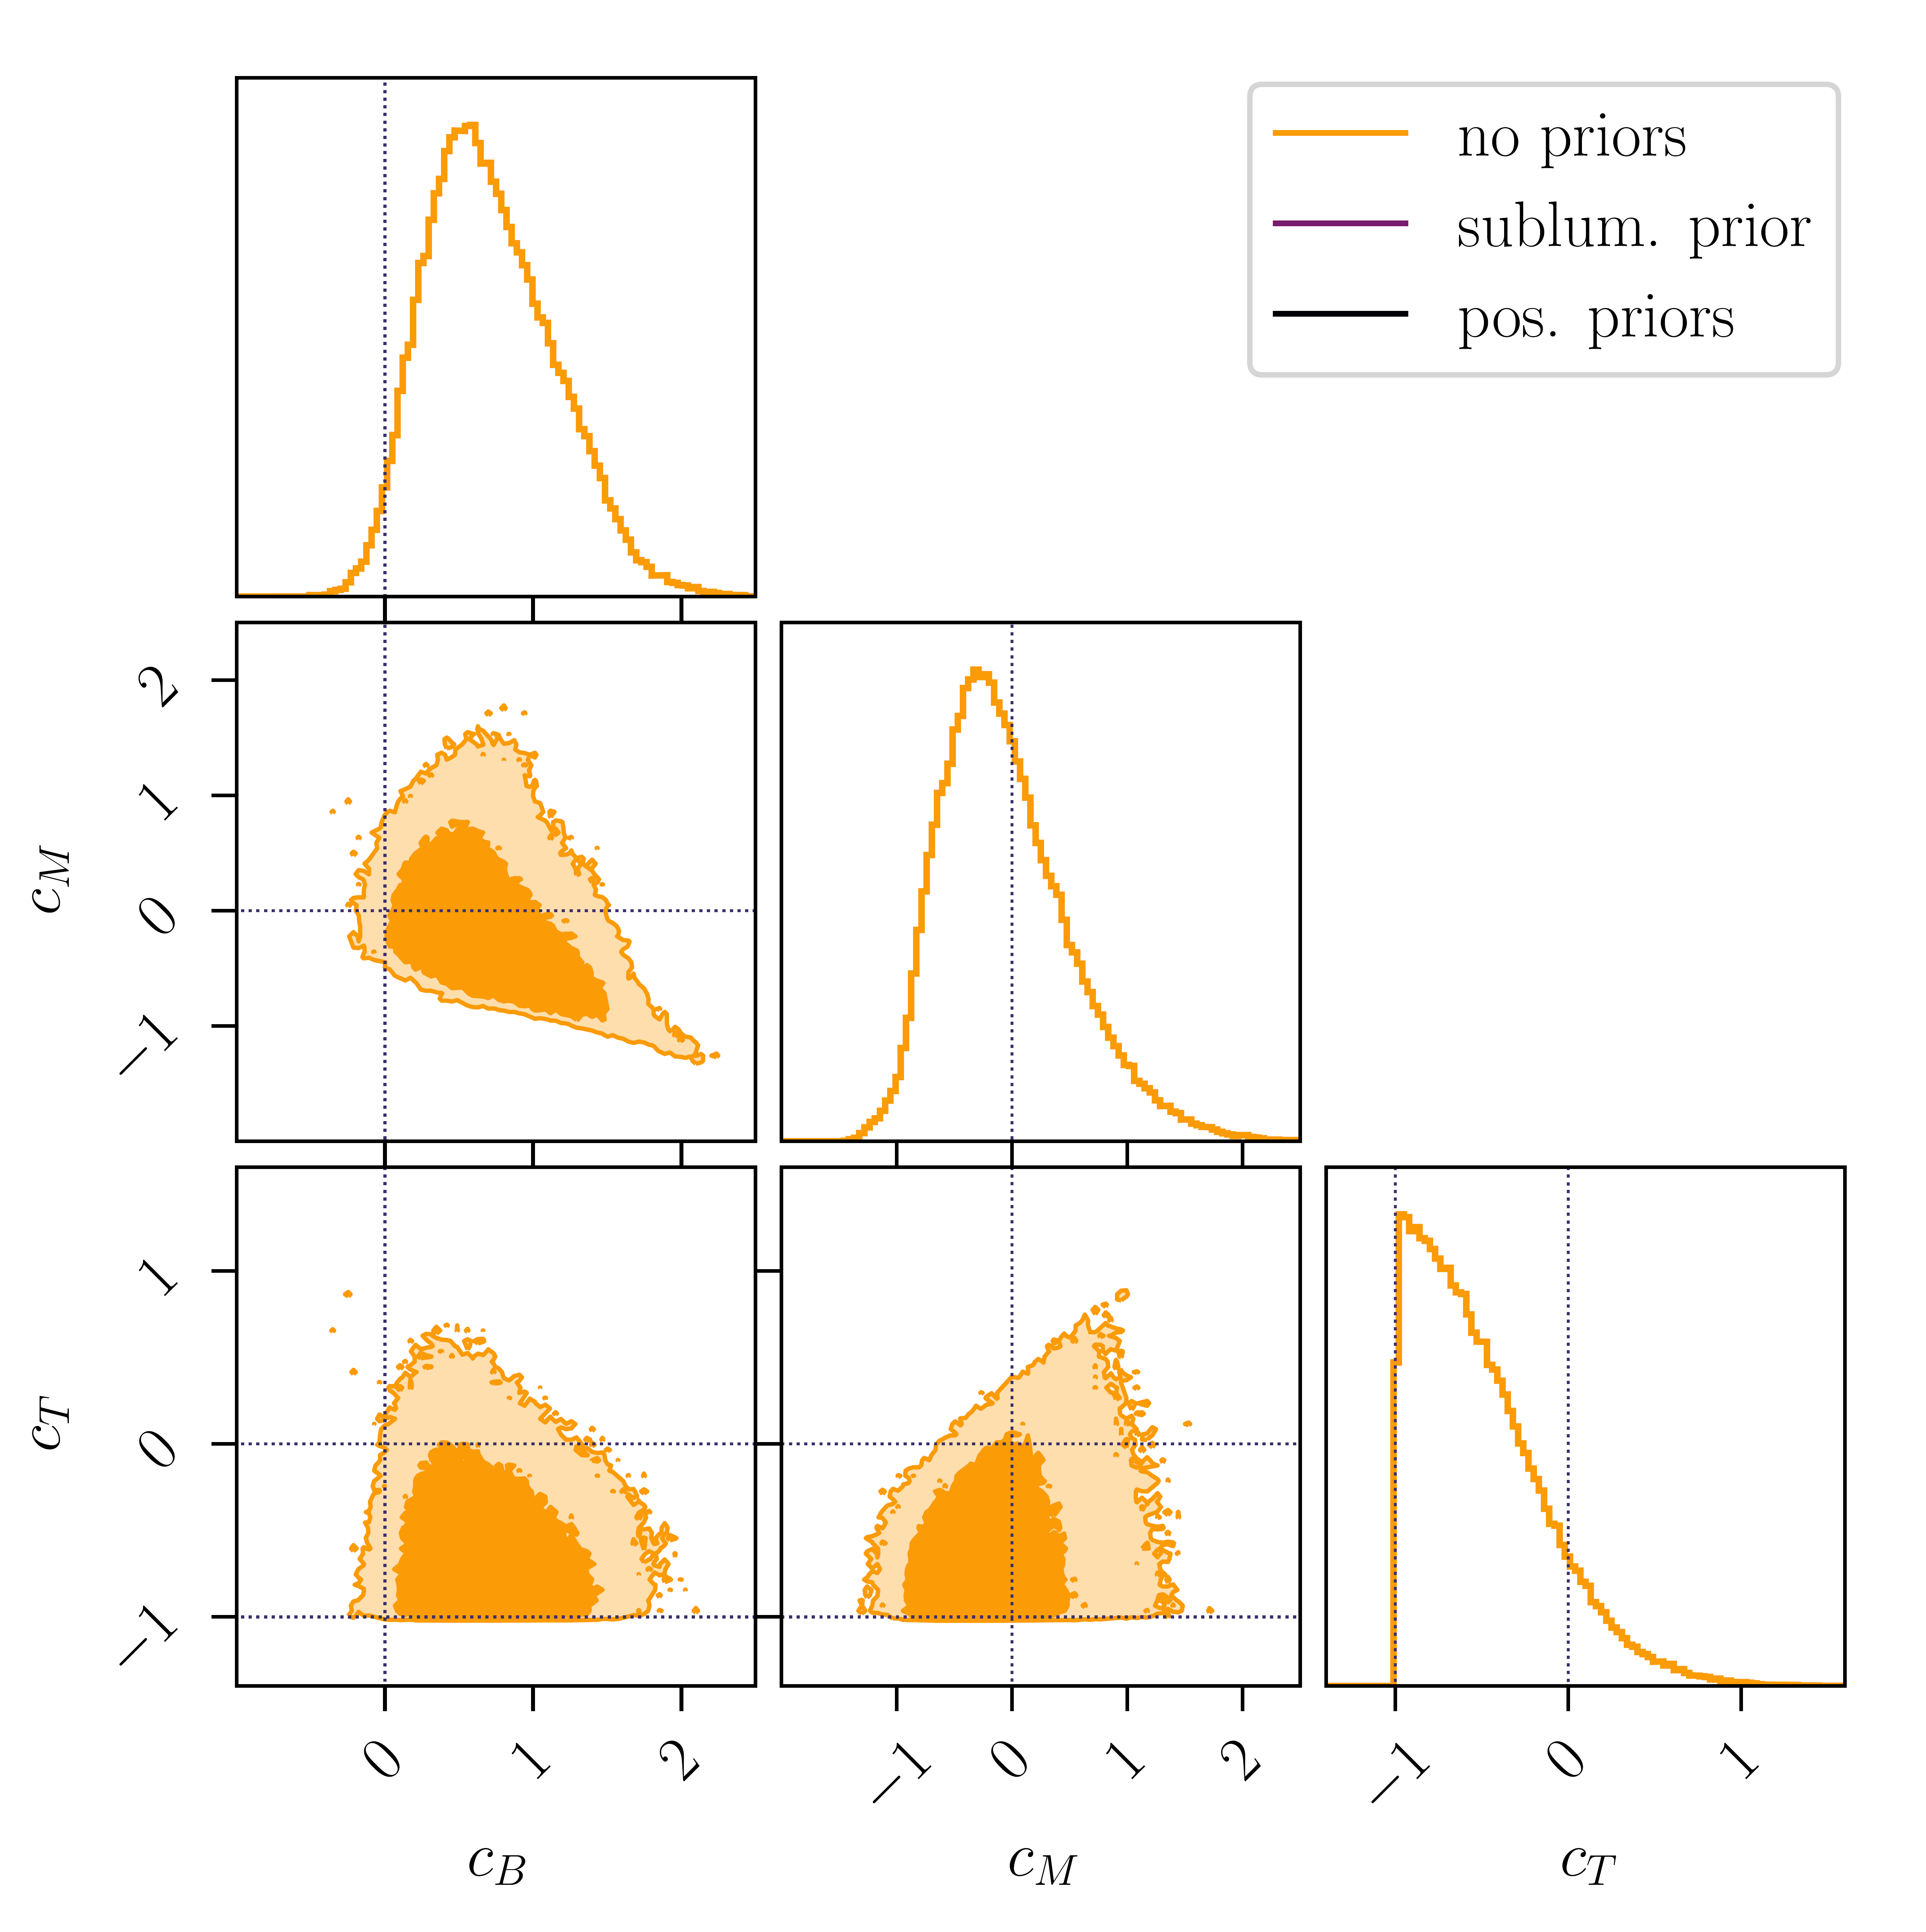 no priors
sublum. prior
pos. priors
2
1
0
−1
c_M
1
0
−1
c_T
0 1 2
−1 0 1 2
−1 0 1
c_B
c_M
c_T